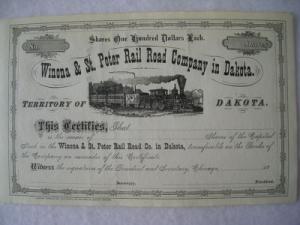 Shares One Hundred Dollars Each.
No. Shares
Winona & St. Peter Rail Road Company in Dakota.
TERRITORY OF DAKOTA.
This Certifies, That
is the owner of Shares of the Capital
Stock in the Winona & St. Peter Rail Road Co. in Dakota, transferable on the Books of
the Company on surrender of this Certificate.
Witness the signatures of the President and Secretary, Chicago, 18
Secretary. President.